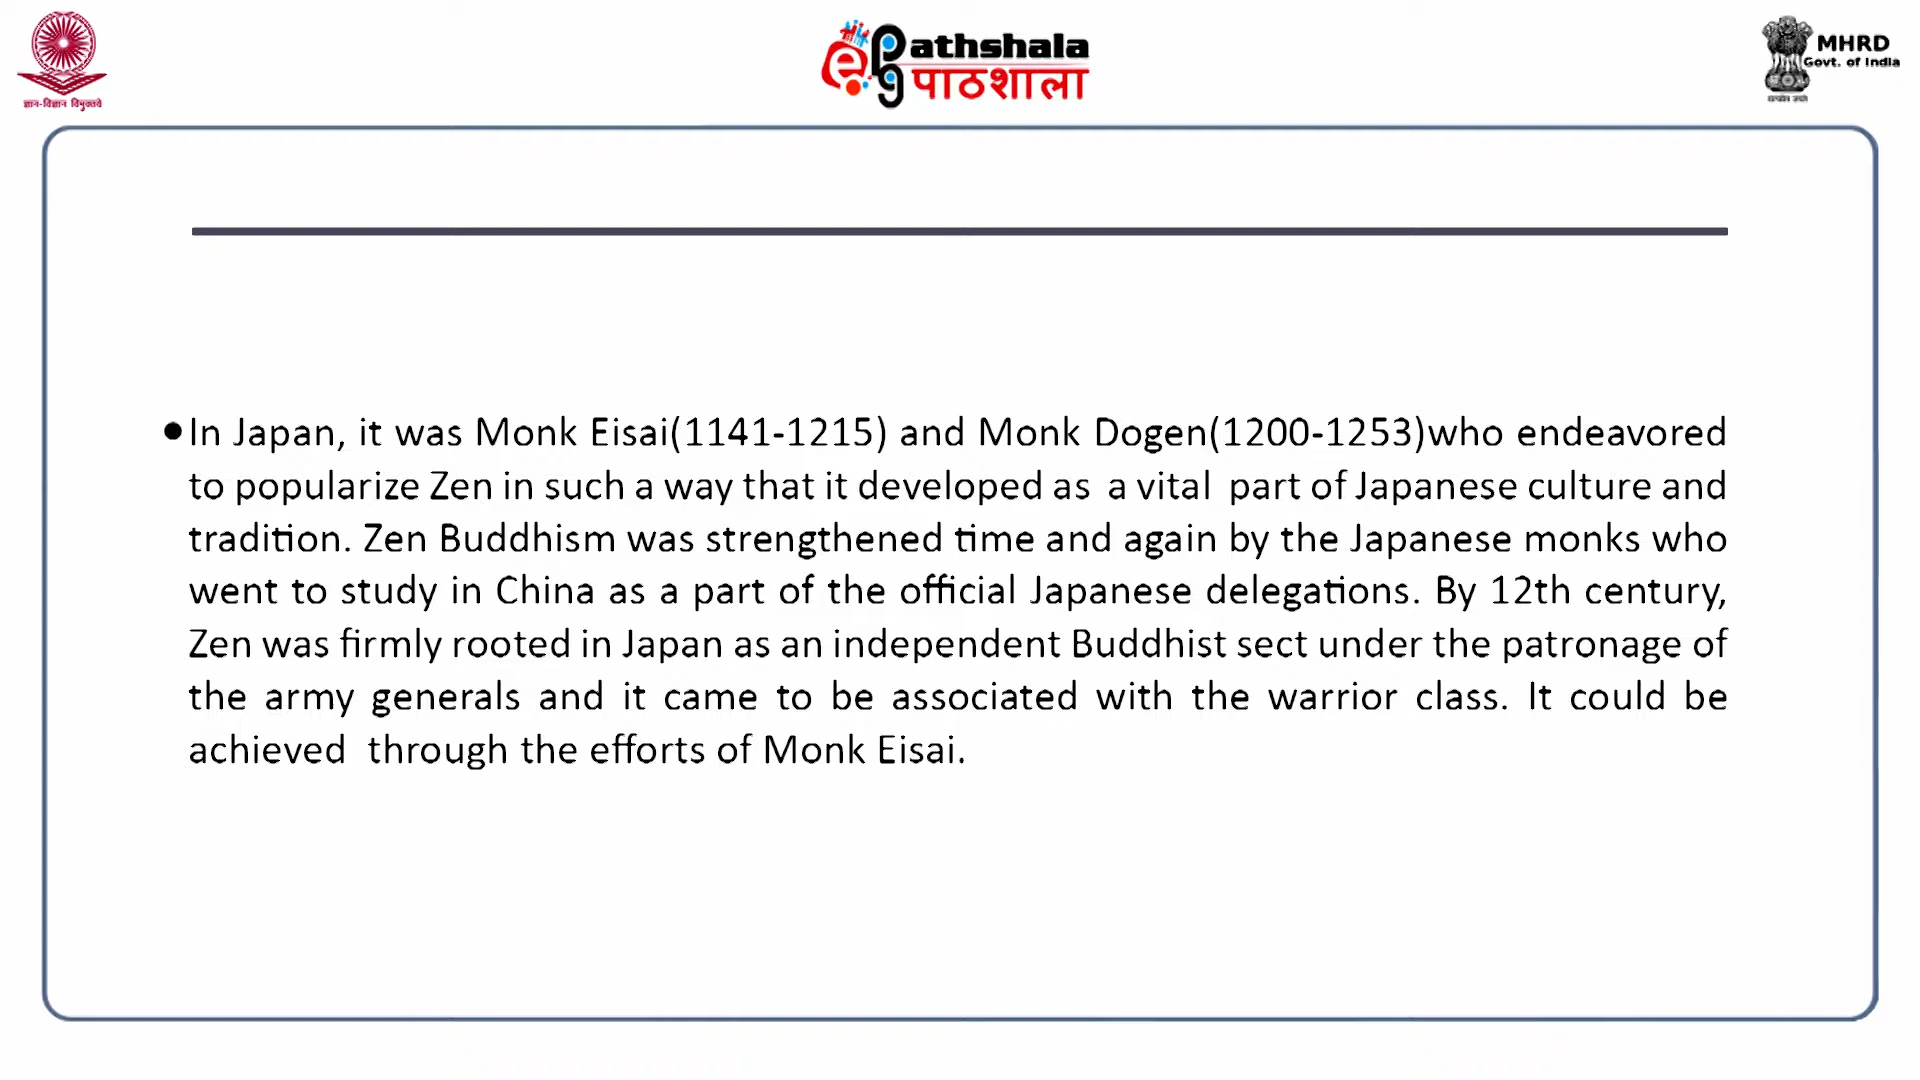 ज्ञान-विज्ञान विमुक्तये
ePGathshala
पाठशाला
MHRD
Govt. of India
•In Japan, it was Monk Eisai(1141-1215) and Monk Dogen(1200-1253)who endeavored
to popularize Zen in such a way that it developed as a vital part of Japanese culture and
tradition. Zen Buddhism was strengthened time and again by the Japanese monks who
went to study in China as a part of the official Japanese delegations. By 12th century,
Zen was firmly rooted in Japan as an independent Buddhist sect under the patronage of
the army generals and it came to be associated with the warrior class. It could be
achieved through the efforts of Monk Eisai.